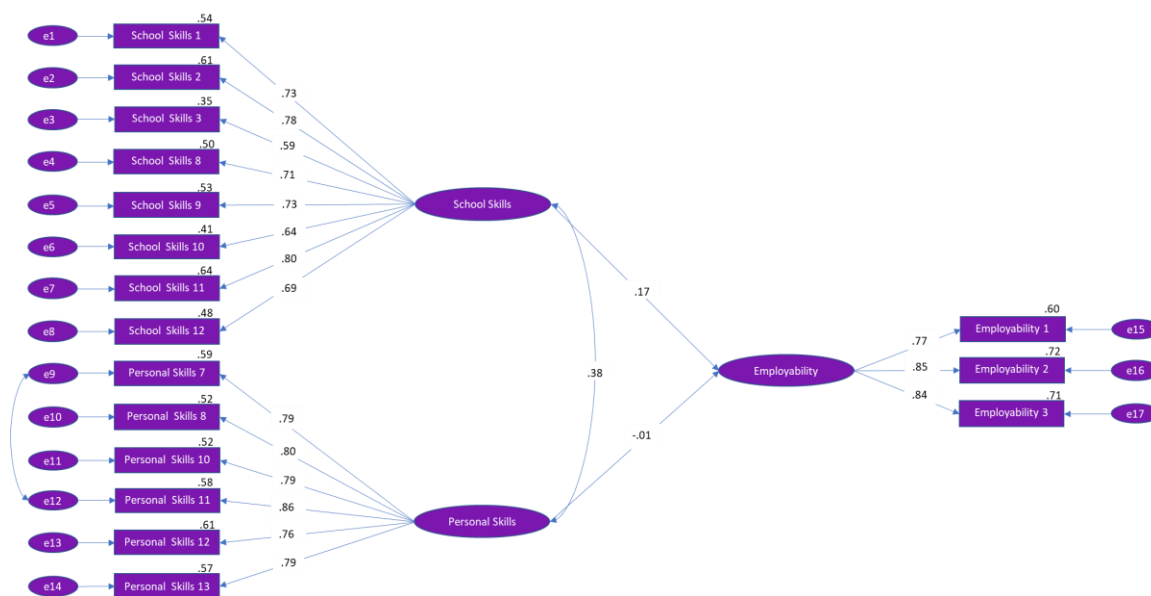 .54
e1
School Skills 1
.61
e2
School Skills 2
.35
e3
School Skills 3
.50
e4
School Skills 8
.53
e5
School Skills 9
.41
e6
School Skills 10
.64
e7
School Skills 11
.48
e8
School Skills 12
.59
e9
Personal Skills 7
.52
e10
Personal Skills 8
.52
e11
Personal Skills 10
.58
e12
Personal Skills 11
.61
e13
Personal Skills 12
.57
e14
Personal Skills 13
.73
.78
.59
.71
.73
.64
.80
.69
.79
.80
.79
.86
.76
.79
School Skills
Personal Skills
.17
.38
-.01
Employability
.77
.85
.84
.60
Employability 1
e15
.72
Employability 2
e16
.71
Employability 3
e17